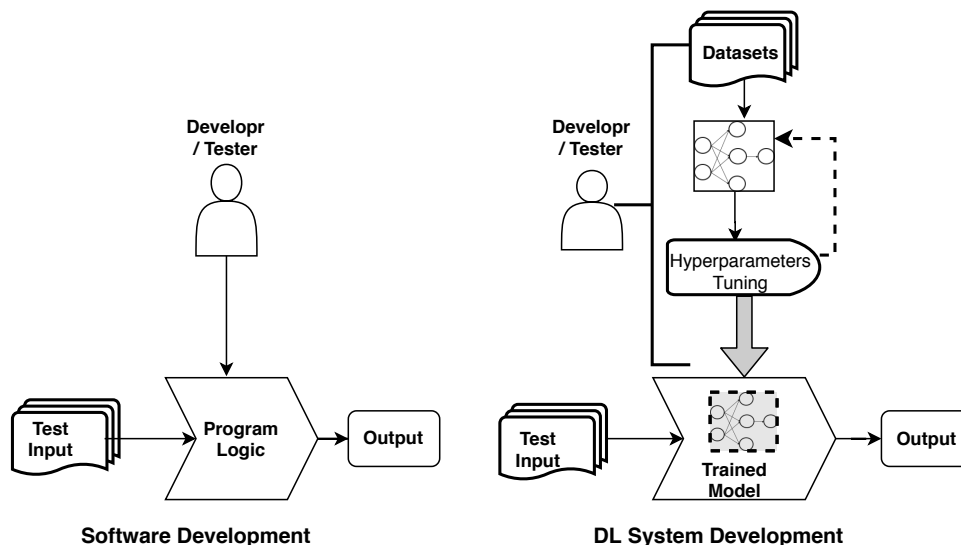 Developr
/ Tester
Test
Input
Program
Logic
Output
Software Development
Datasets
Developr
/ Tester
Hyperparameters
Tuning
Test
Input
Trained
Model
Output
DL System Development